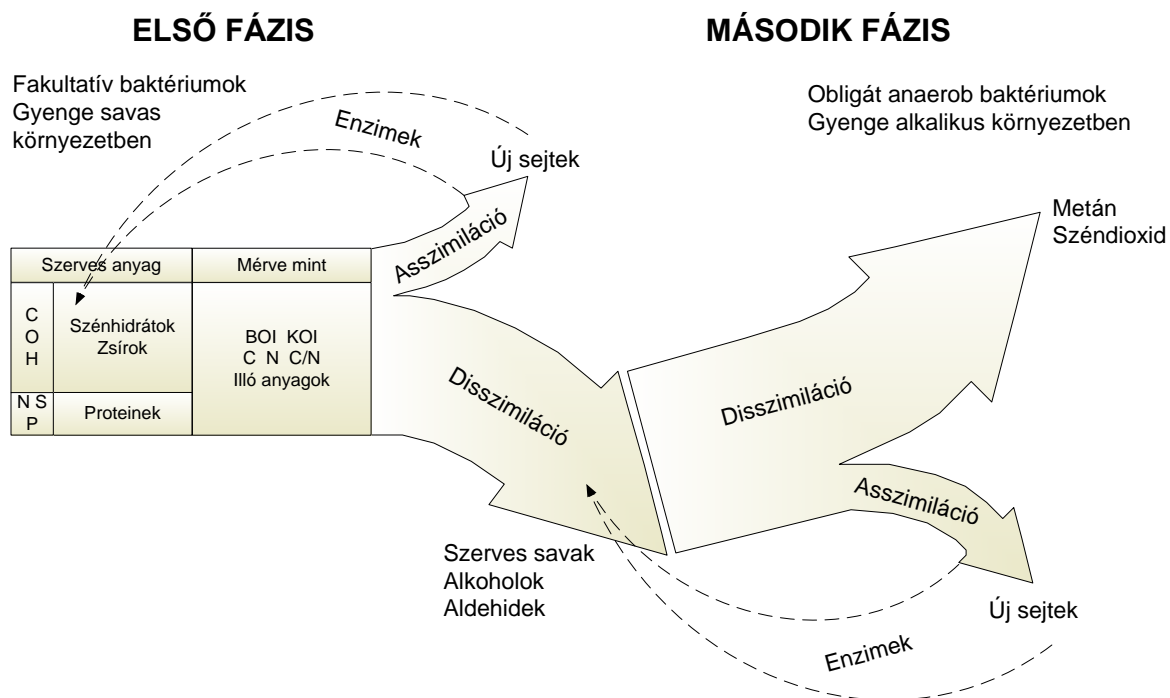 ELSŐ FÁZIS
MÁSODIK FÁZIS
Fakultatív baktériumok
Gyenge savas
környezetben
Obligát anaerob baktériumok
Gyenge alkalikus környezetben
Enzimek
Új sejtek
Asszimiláció
Metán
Széndioxid
Szerves anyag
Mérve mint
C
O
H
Szénhidrátok
Zsírok
BOI KOI
C N C/N
Illó anyagok
N S
P
Proteinek
Disszimiláció
Disszimiláció
Asszimiláció
Szerves savak
Alkoholok
Aldehidek
Új sejtek
Enzimek